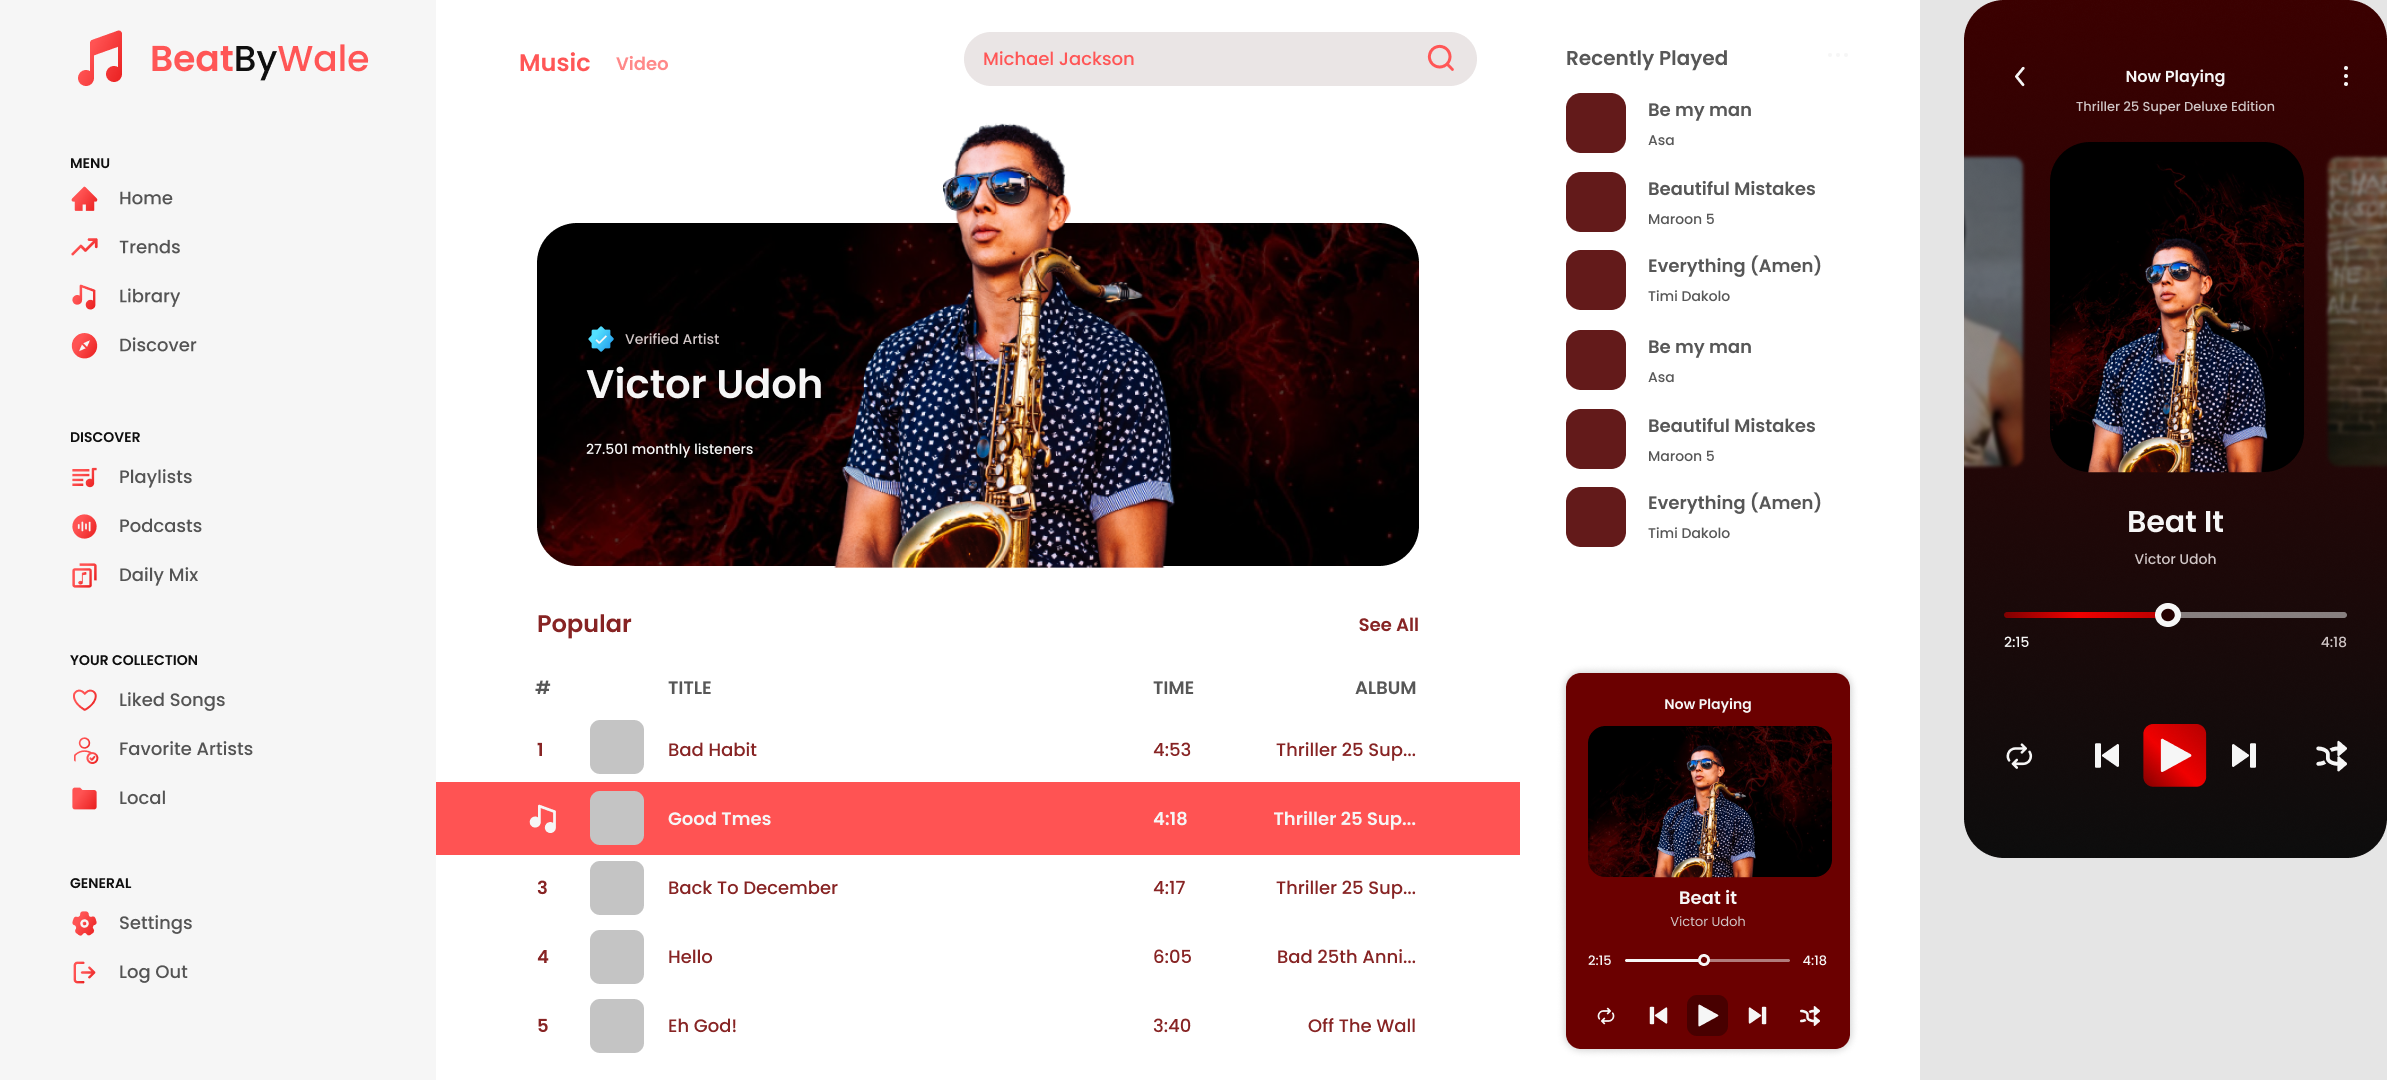 BeatByWale
MENU
Home
Trends
Library
Discover
DISCOVER
Playlists
Podcasts
Daily Mix
YOUR COLLECTION
Liked Songs
Favorite Artists
Local
GENERAL
Settings
Log Out
Music Video
Michael Jackson
Verified Artist
Victor Udoh
27.501 monthly listeners
Popular See All
# TITLE TIME ALBUM
1 Bad Habit 4:53 Thriller 25 Sup...
Good Tmes 4:18 Thriller 25 Sup...
3 Back To December 4:17 Thriller 25 Sup...
4 Hello 6:05 Bad 25th Anni...
5 Eh God! 3:40 Off The Wall
Recently Played
Be my man
Asa
Beautiful Mistakes
Maroon 5
Everything (Amen)
Timi Dakolo
Be my man
Asa
Beautiful Mistakes
Maroon 5
Everything (Amen)
Timi Dakolo
Now Playing
Beat it
Victor Udoh
2:15 4:18
Now Playing
Thriller 25 Super Deluxe Edition
Beat It
Victor Udoh
2:15 4:18